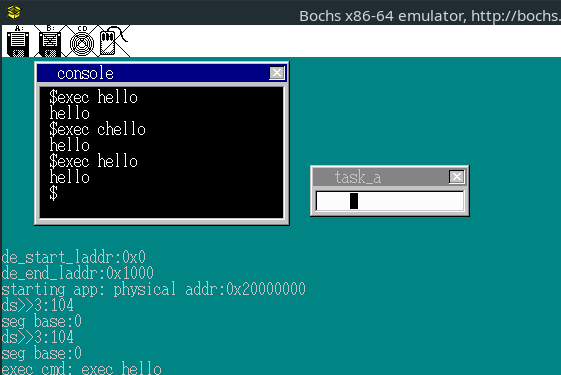 Bochs x86-64 emulator, http://bochs.
A: B: CD
console
$exec hello
hello
$exec chello
hello
$exec hello
hello
$
task_a
de_start_laddr:0x0
de_end_laddr:0x1000
starting app: physical addr:0x20000000
ds>>3:104
seg base:0
ds>>3:104
seg base:0
exec cmd: exec hello